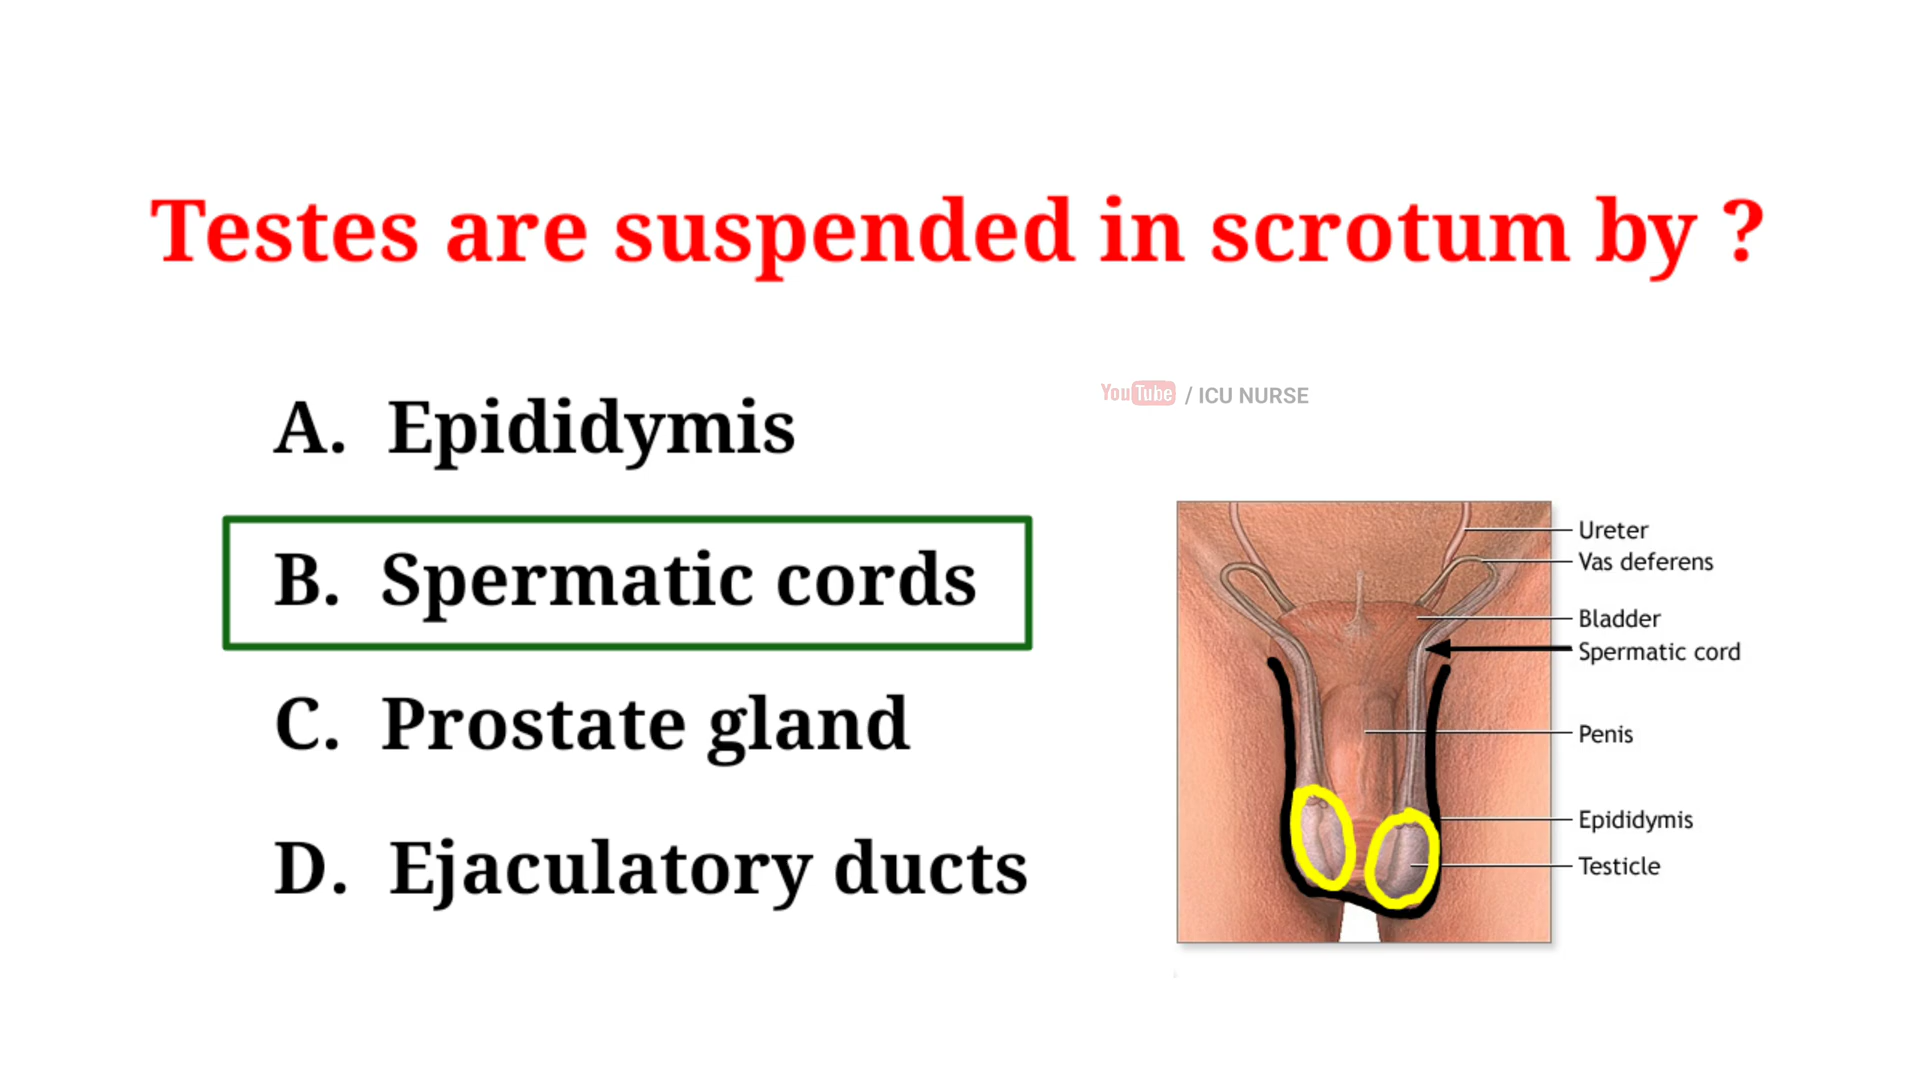 Testes are suspended in scrotum by ?
A. Epididymis
YouTube / ICU NURSE
B. Spermatic cords
C. Prostate gland
D. Ejaculatory ducts
Ureter
Vas deferens
Bladder
Spermatic cord
Penis
Epididymis
Testicle